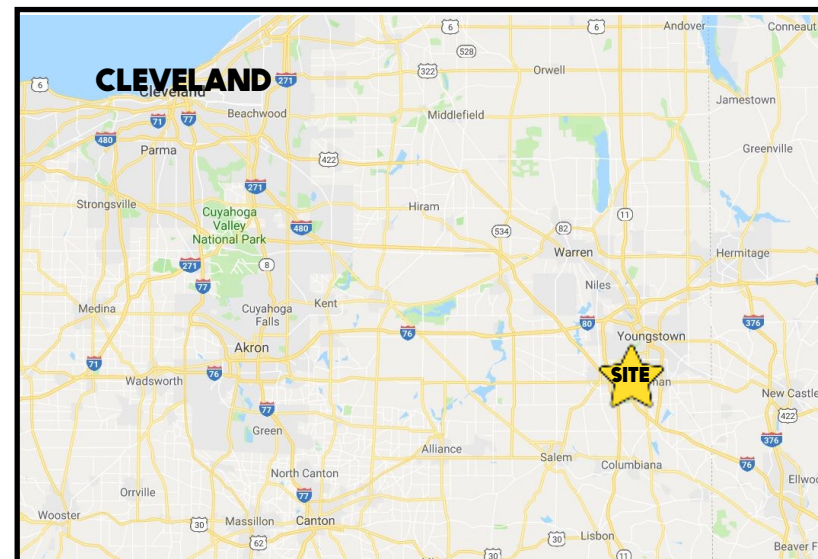 6
6
Andover
Conneaut
528
CLEVELAND
Cleveland
6
271
322
Orwell
Jamestown
Beachwood
Middlefield
71
77
480
Parma
422
Greenville
271
Strongsville
Cuyahoga
Valley
National Park
Hiram
11
480
534
82
Warren
Hermitage
271
8
77
Niles
Medina
Cuyahoga
Falls
Kent
76
80
376
Youngstown
Akron
71
76
Wadsworth
SITE
man
77
New Castle
422
Green
376
Alliance
Salem
Columbiana
76
North Canton
Ellwo
Orrville
77
Wooster
30
Massillon
Canton
62
30
Lisbon
30
11
Beaver F